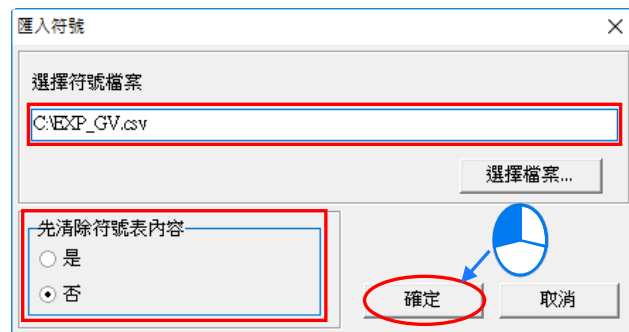 匯入符號
選擇符號檔案
C:\EXP_GV.csv
選擇檔案...
先清除符號表內容
是
否
確定
取消